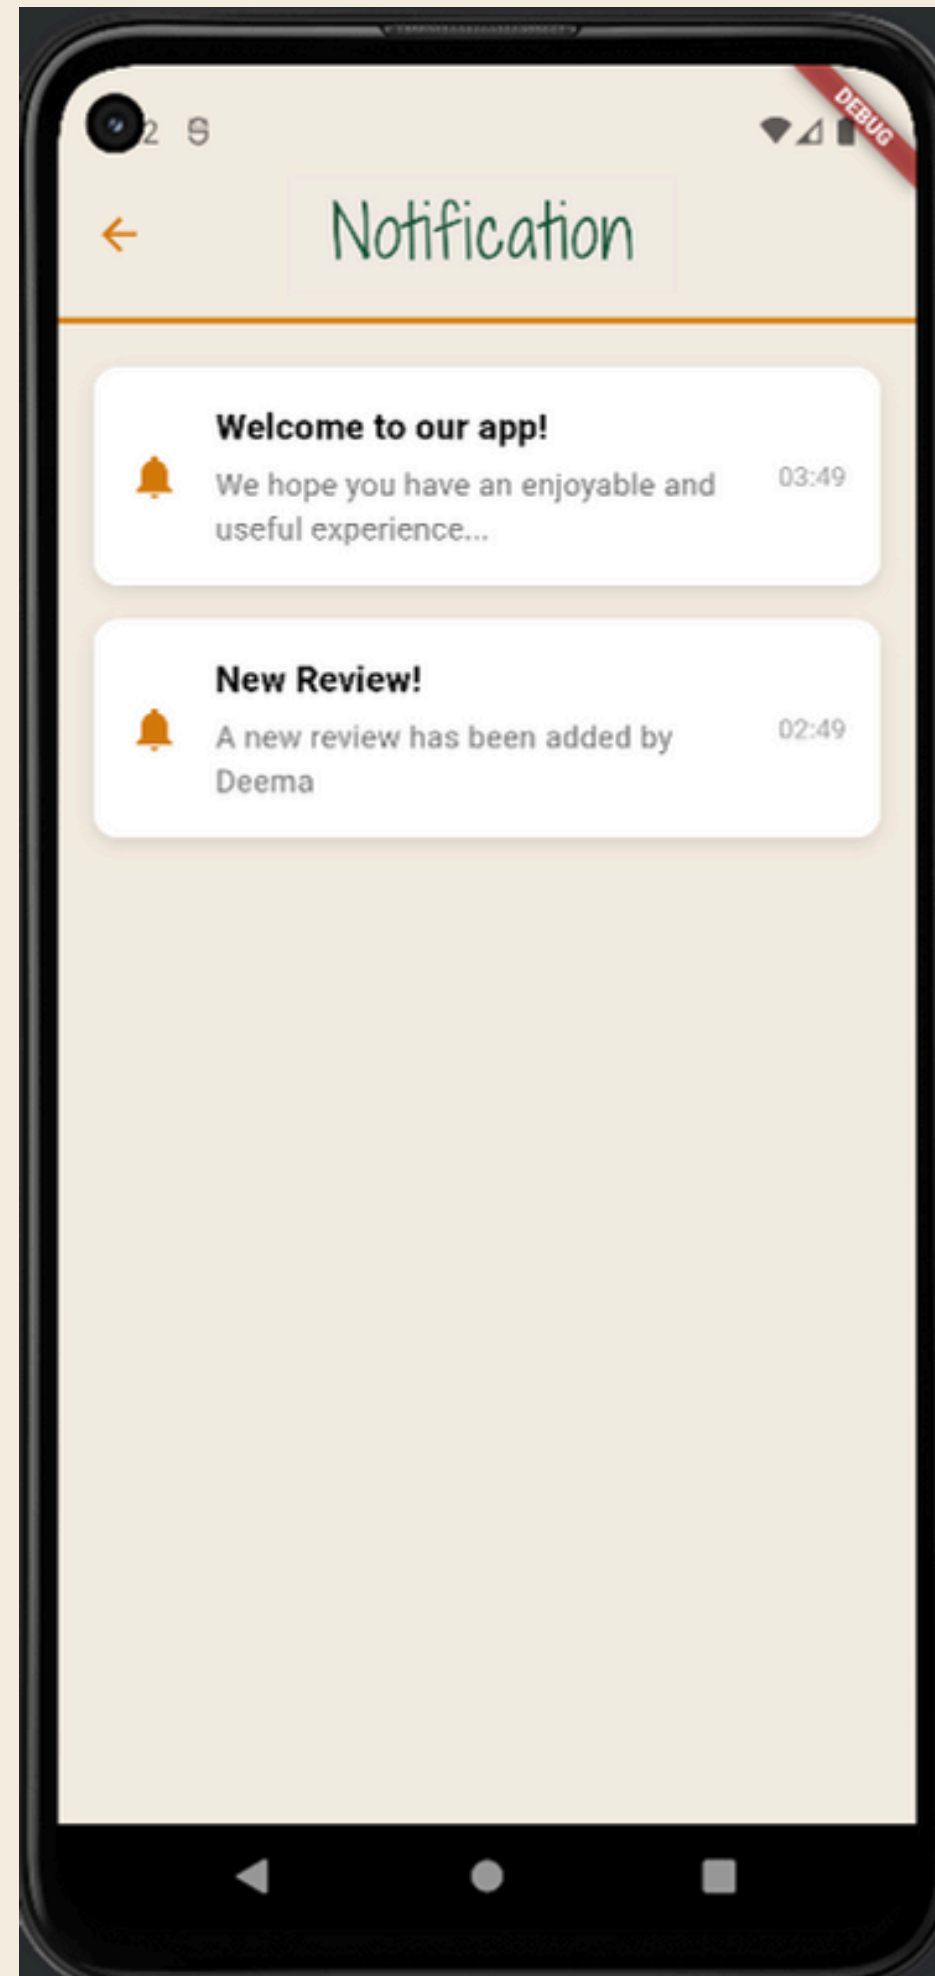 2
DEBUG
Notification
Welcome to our app!
We hope you have an enjoyable and
useful experience...
03:49
New Review!
A new review has been added by
Deema
02:49